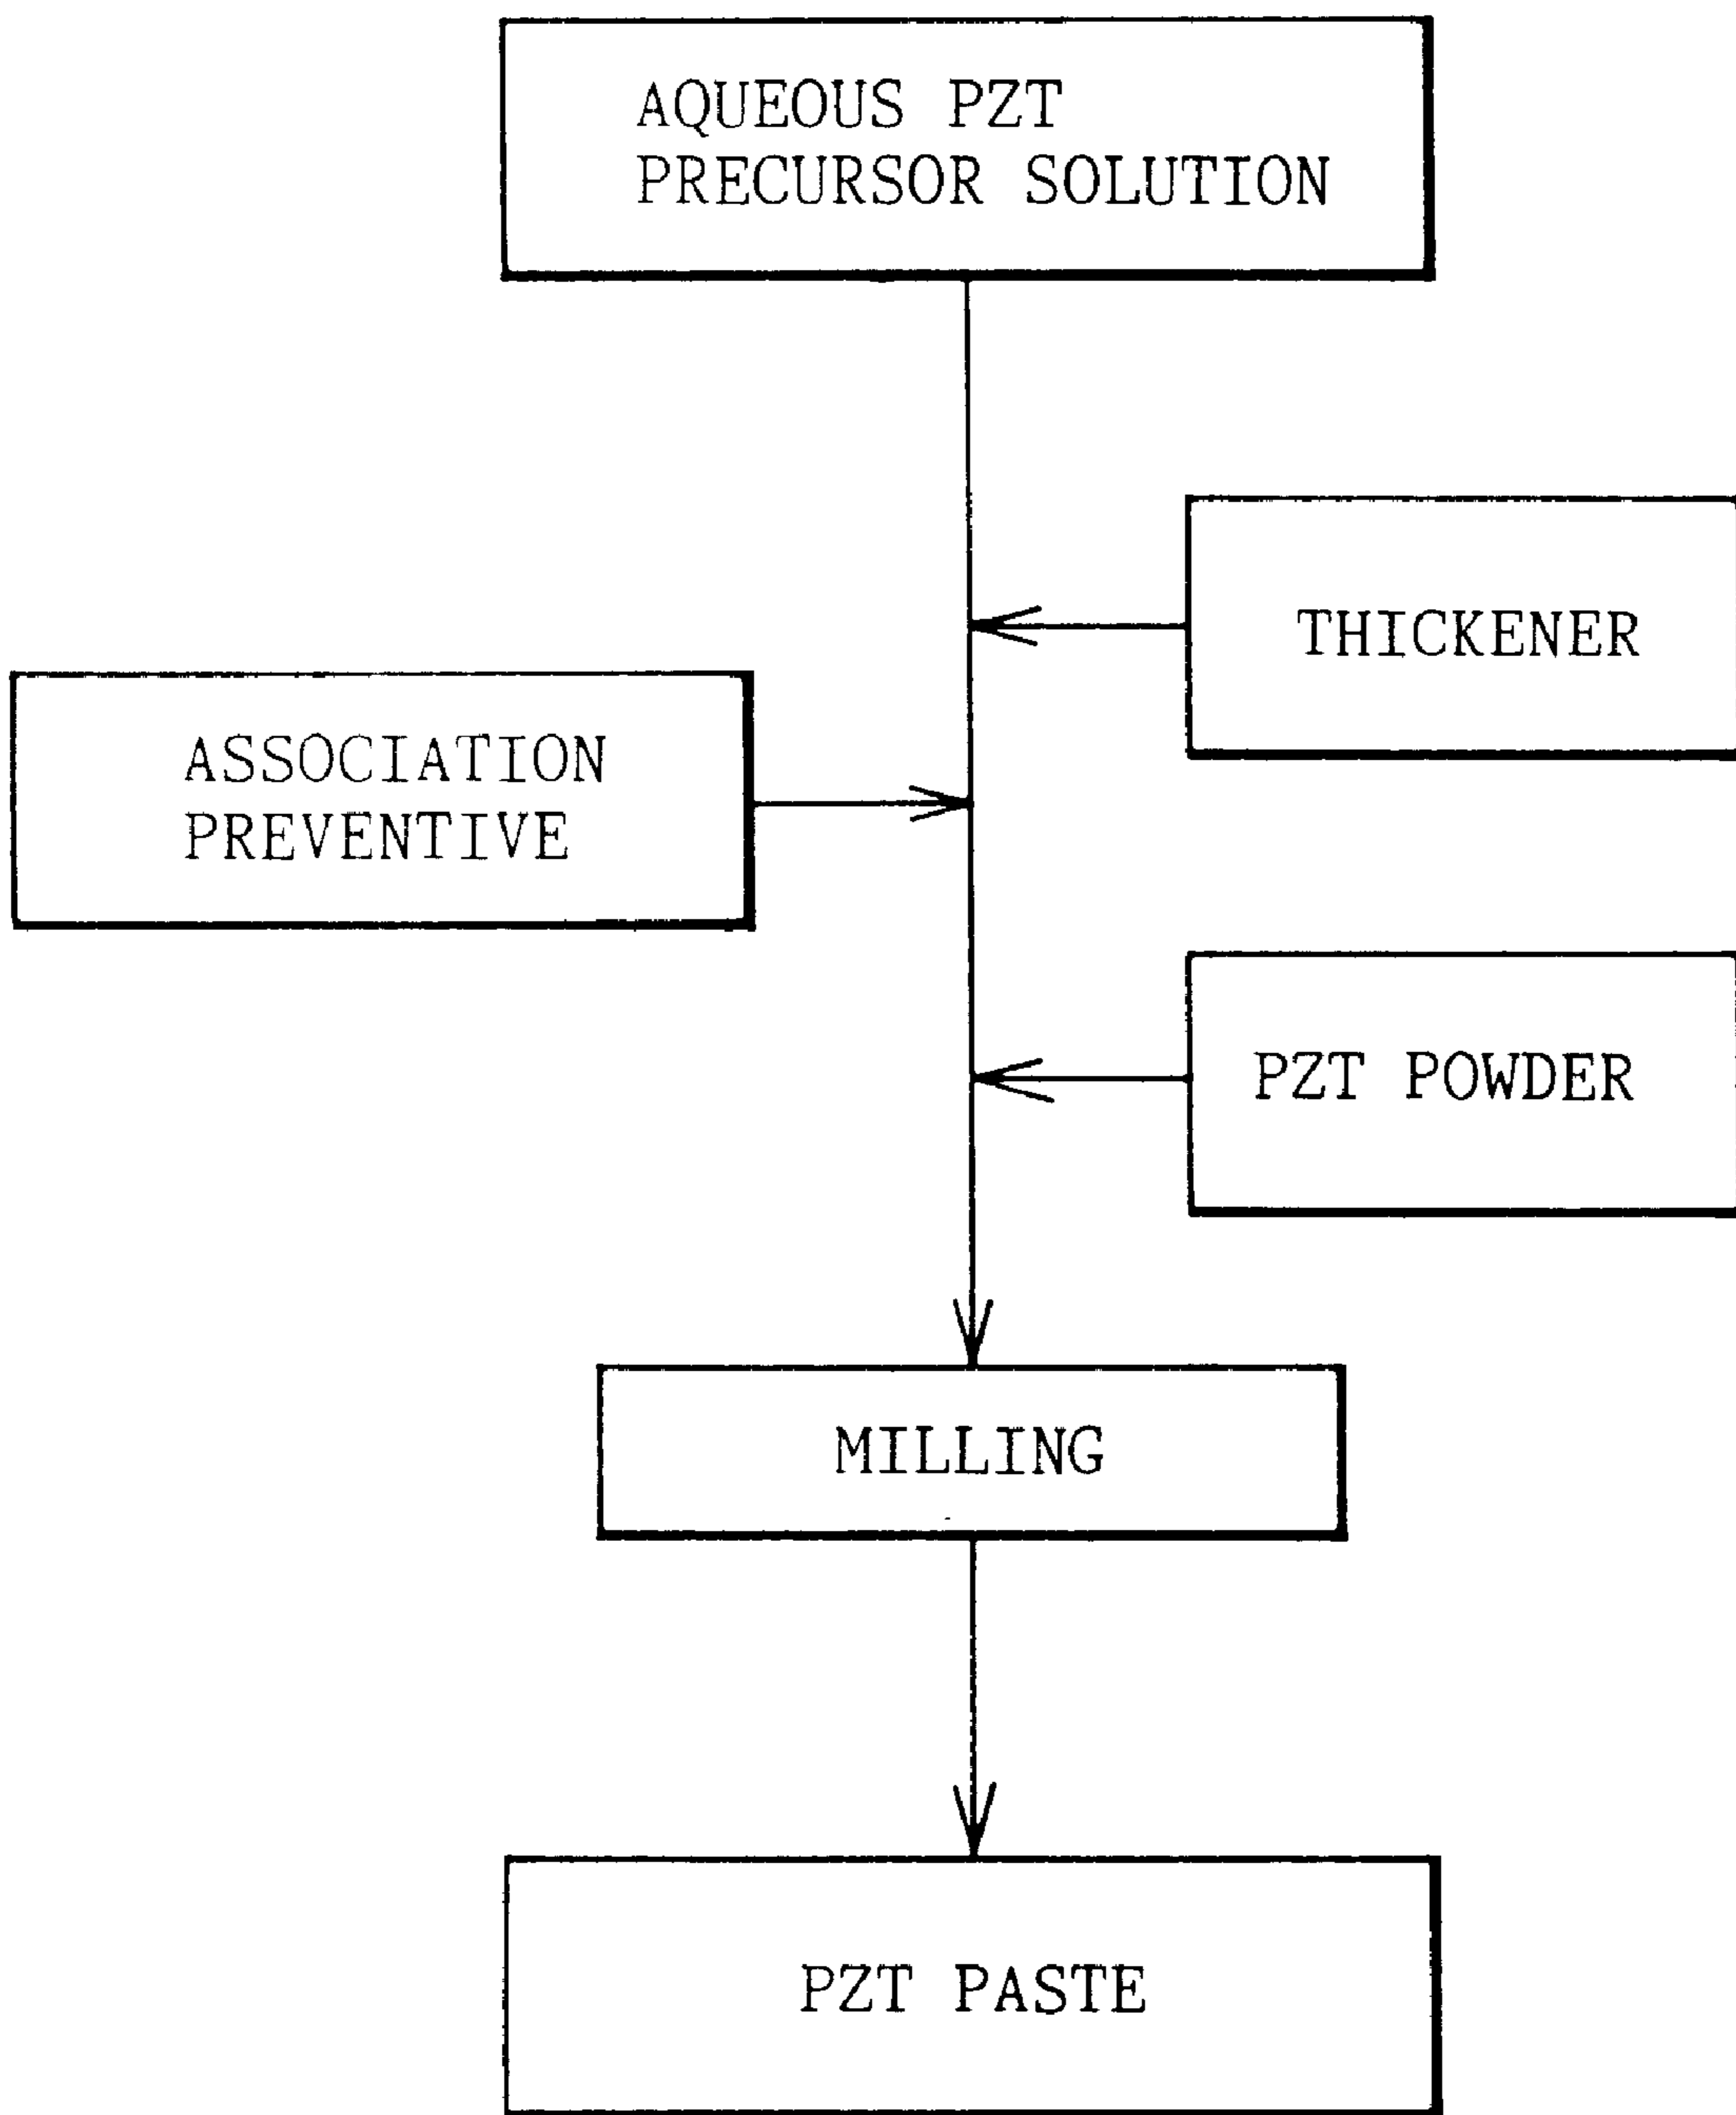 AQUEOUS PZT
PRECURSOR SOLUTION
THICKENER
ASSOCIATION
PREVENTIVE
PZT POWDER
MILLING
PZT PASTE